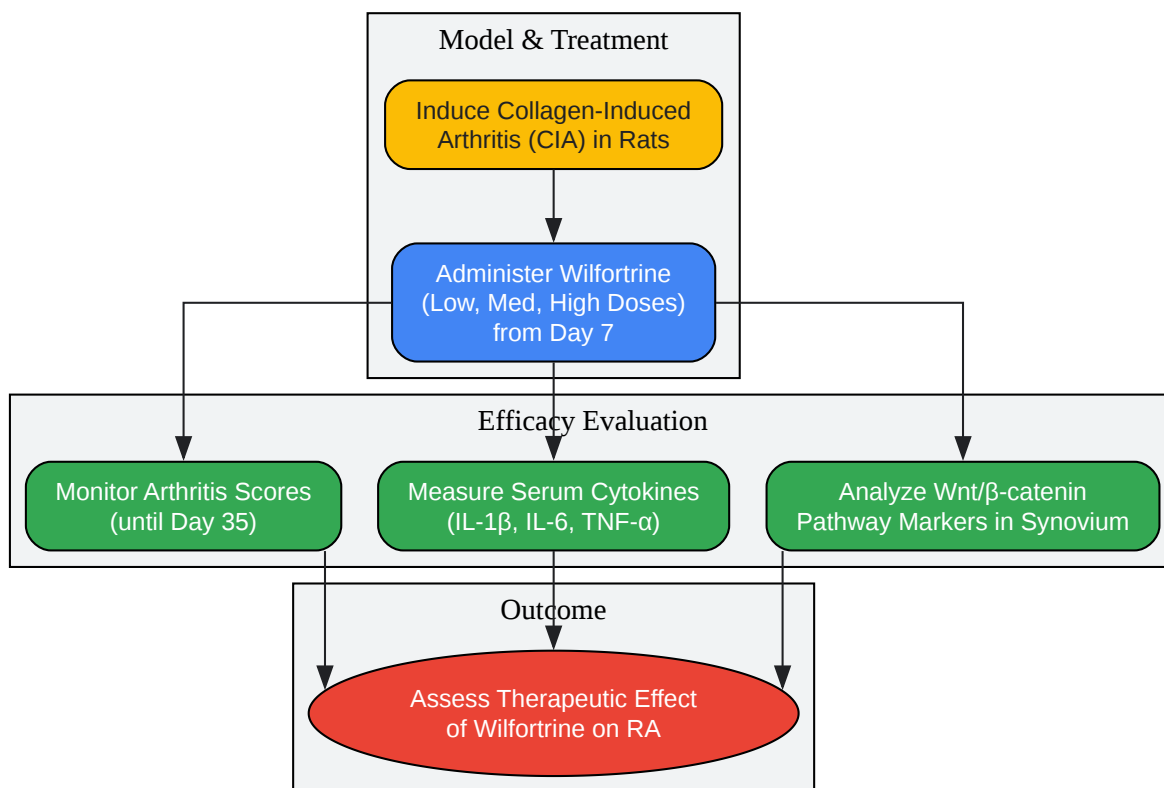 Model & Treatment
Induce Collagen-Induced
Arthritis (CIA) in Rats
Administer Wilfortrine
(Low, Med, High Doses)
from Day 7
Efficacy Evaluation
Monitor Arthritis Scores
(until Day 35)
Measure Serum Cytokines
(IL-1β, IL-6, TNF-α)
Analyze Wnt/β-catenin
Pathway Markers in Synovium
Outcome
Assess Therapeutic Effect
of Wilfortrine on RA